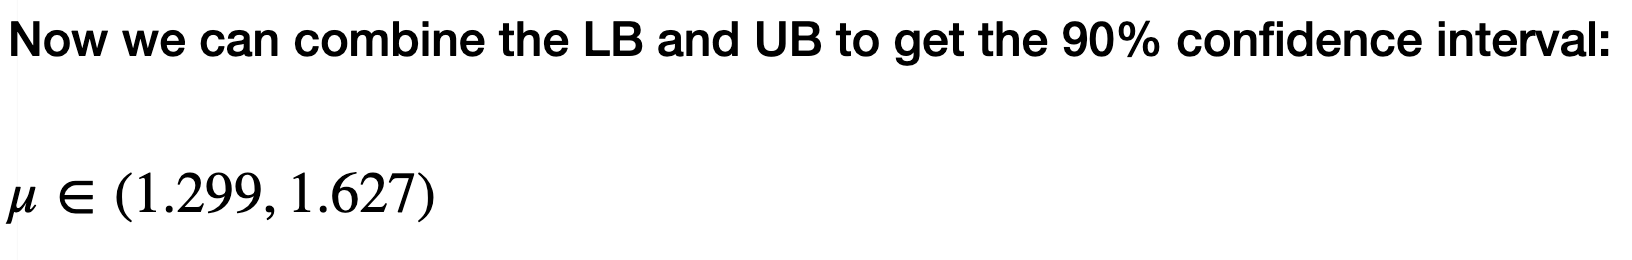 Now we can combine the LB and UB to get the 90% confidence interval:
μ ∈ (1.299, 1.627)